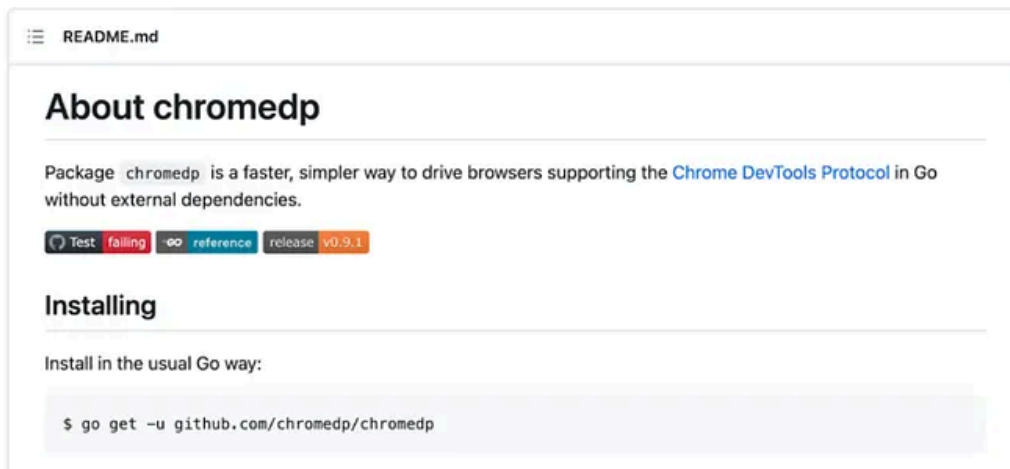 README.md
About chromedp
Package chromedp is a faster, simpler way to drive browsers supporting the Chrome DevTools Protocol in Go
without external dependencies.
Test failing GO reference release v0.9.1
Installing
Install in the usual Go way:
$ go get -u github.com/chromedp/chromedp